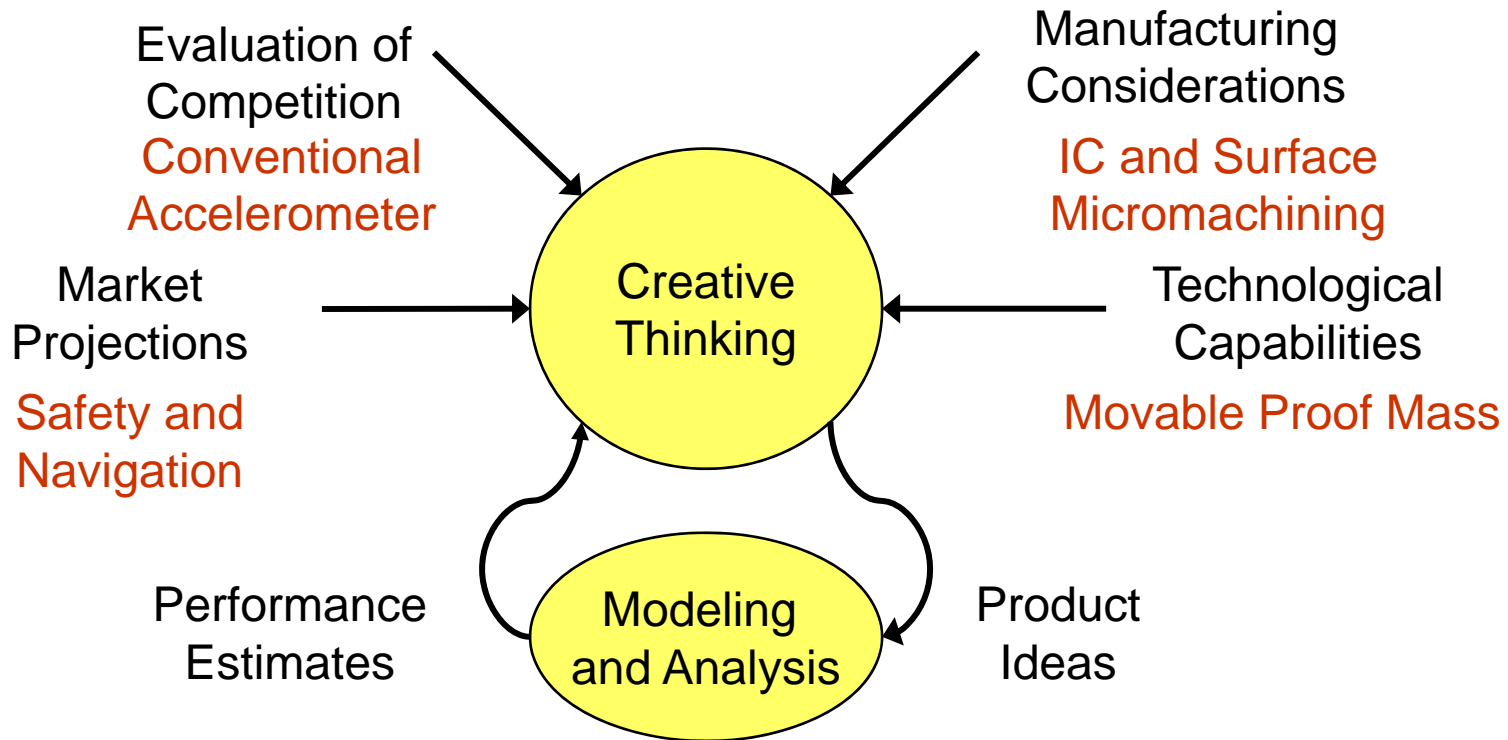 Evaluation of
Competition
Conventional
Accelerometer
Manufacturing
Considerations
IC and Surface
Micromachining
Market
Projections
Safety and
Navigation
Creative
Thinking
Technological
Capabilities
Movable Proof Mass
Performance
Estimates
Modeling
and Analysis
Product
Ideas